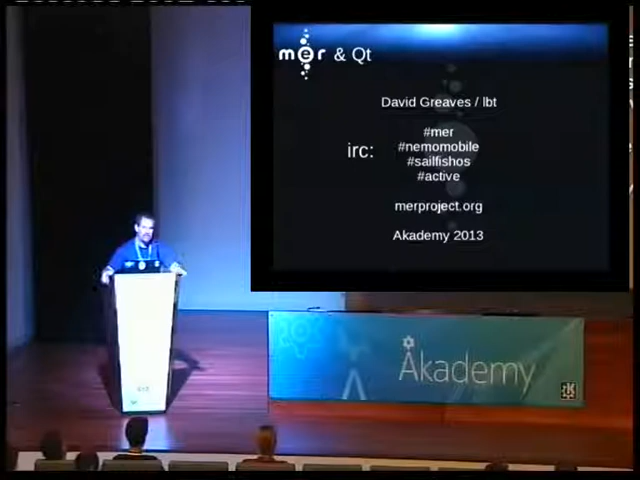 mer & Qt
David Greaves / lbt
irc:
#mer
#nemomobile
#sailfishos
#active
merproject.org
Akademy 2013
Akademy